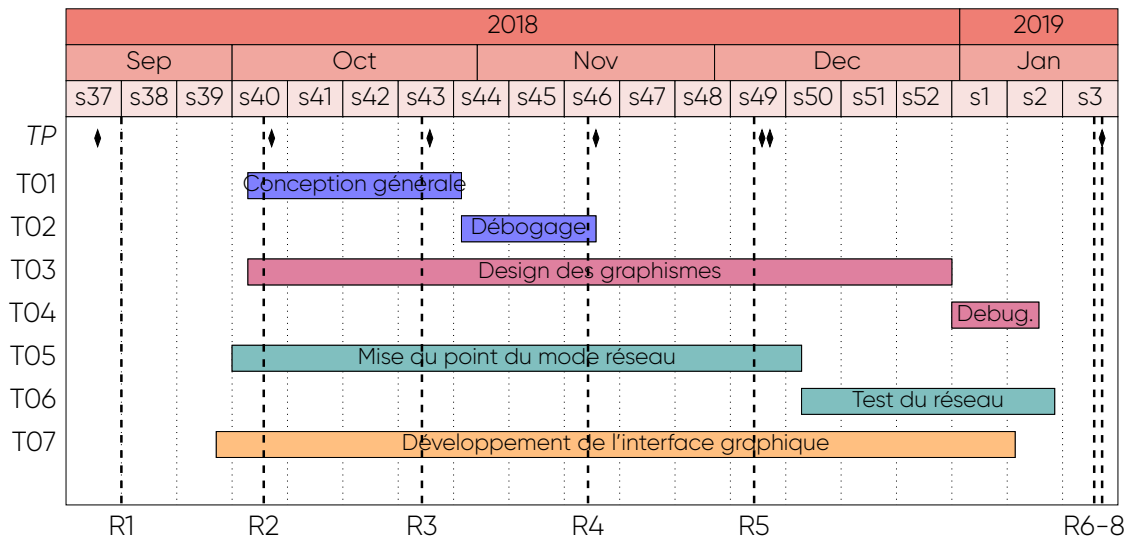 2018 2019
Sep Oct Nov Dec Jan
s37 s38 s39 s40 s41 s42 s43 s44 s45 s46 s47 s48 s49 s50 s51 s52 s1 s2 s3
TP
T01 Conception générale
T02 Débogage
T03 Design des graphismes
T04 Debug.
T05 Mise au point du mode réseau
T06 Test du réseau
T07 Développement de l'interface graphique
R1 R2 R3 R4 R5 R6-8